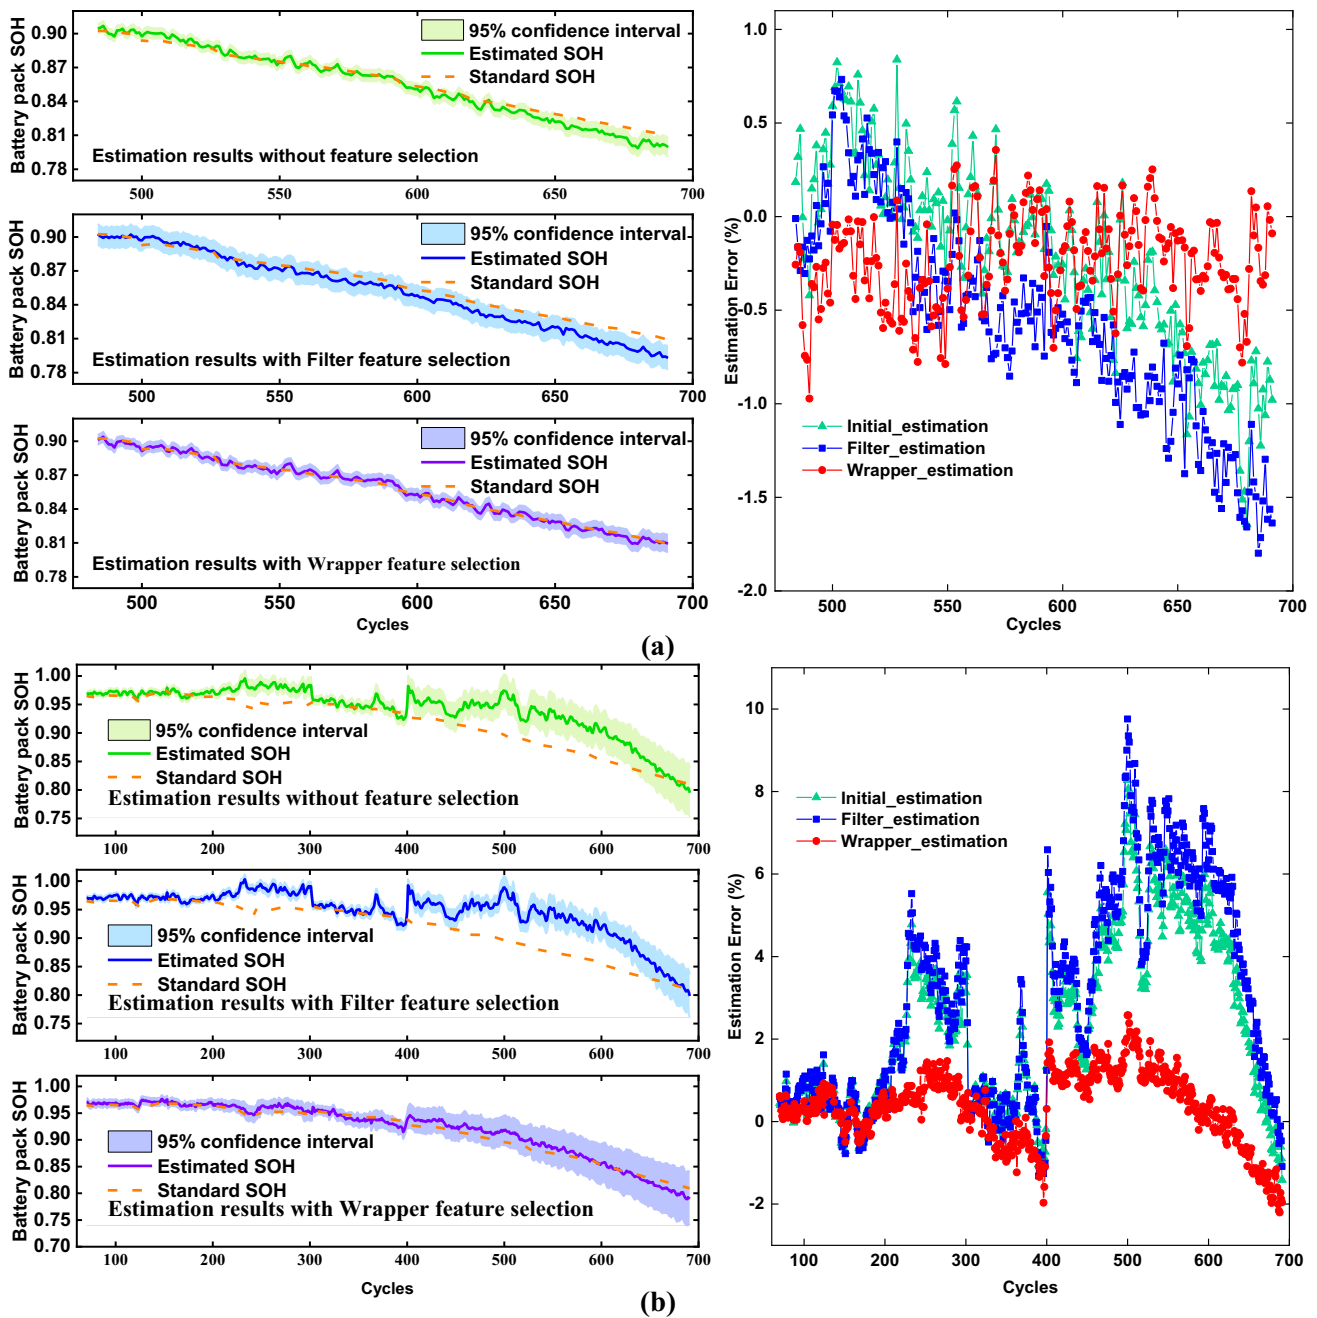 Battery pack SOH
0.90
0.87
0.84
0.81
0.78
95% confidence interval
Estimated SOH
Standard SOH
Estimation results without feature selection
500
550
600
650
700
Battery pack SOH
0.90
0.87
0.84
0.81
0.78
95% confidence interval
Estimated SOH
Standard SOH
Estimation results with Filter feature selection
500
550
600
650
700
Battery pack SOH
0.90
0.87
0.84
0.81
0.78
95% confidence interval
Estimated SOH
Standard SOH
Estimation results with Wrapper feature selection
500
550
600
650
700
Cycles
Estimation Error (%)
1.0
0.5
0.0
-0.5
-1.0
-1.5
-2.0
Initial_estimation
Filter_estimation
Wrapper_estimation
500
550
600
650
700
Cycles
(a)
Battery pack SOH
1.00
0.95
0.90
0.85
0.80
0.75
95% confidence interval
Estimated SOH
Standard SOH
Estimation results without feature selection
100
200
300
400
500
600
700
Battery pack SOH
1.00
0.95
0.90
0.85
0.80
0.75
95% confidence interval
Etimated SOH
Standard SOH
Estimation results with Filter feature selection
100
200
300
400
500
600
700
Battery pack SOH
1.00
0.95
0.90
0.85
0.80
0.75
0.70
95% confidence interval
Estimated SOH
Standard SOH
Estimation results with Wrapper feature selection
100
200
300
400
500
600
700
Cycles
Estimation Error (%)
10
8
6
4
2
0
-2
Initial_estimation
Filter_estimation
Wrapper_estimation
100
200
300
400
500
600
700
Cycles
(b)